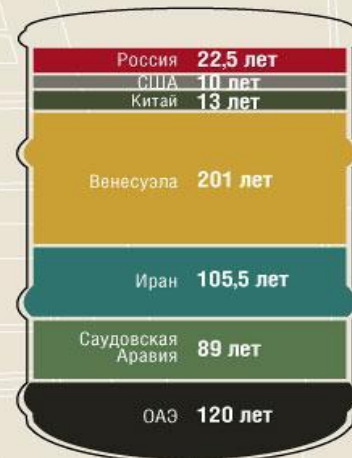 Россия 22,5 лет
США 10 лет
Китай 13 лет
Венесуэла 201 лет
Иран 105,5 лет
Саудовская
Аравия 89 лет
ОАЭ 120 лет